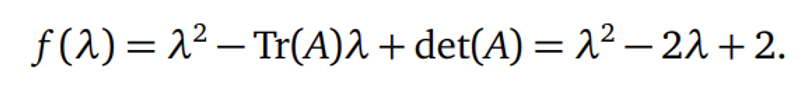 f(λ) = λ² − Tr(A)λ + det(A) = λ² − 2λ + 2.